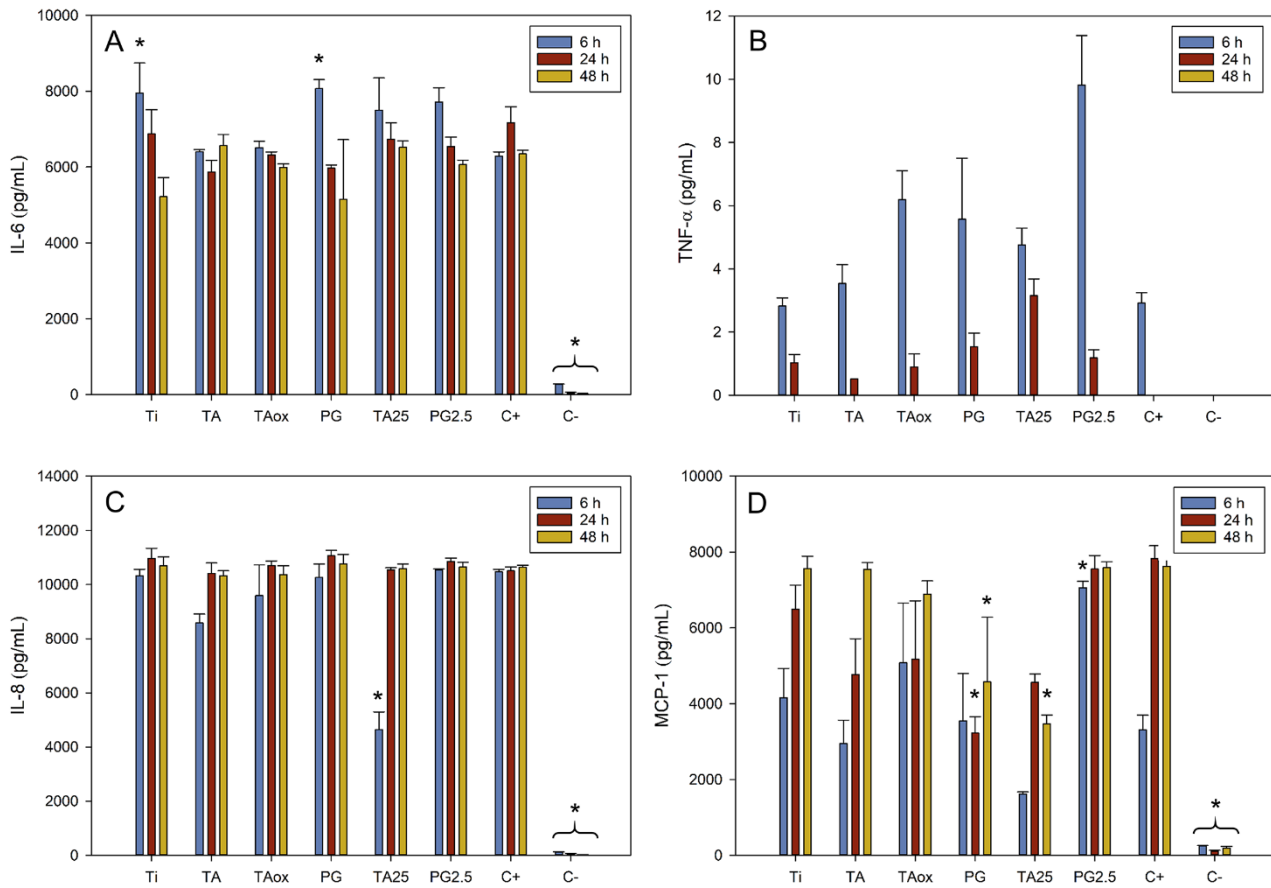 A
IL-6 (pg/mL)
10000
8000
6000
4000
2000
0
* * *
6 h
24 h
48 h
Ti TA TAox PG TA25 PG2.5 C+ C-
B
TNF-α (pg/mL)
12
10
8
6
4
2
0
6 h
24 h
48 h
Ti TA TAox PG TA25 PG2.5 C+ C-
C
IL-8 (pg/mL)
14000
12000
10000
8000
6000
4000
2000
0
* *
6 h
24 h
48 h
Ti TA TAox PG TA25 PG2.5 C+ C-
D
MCP-1 (pg/mL)
10000
8000
6000
4000
2000
0
* * * * *
6 h
24 h
48 h
Ti TA TAox PG TA25 PG2.5 C+ C-